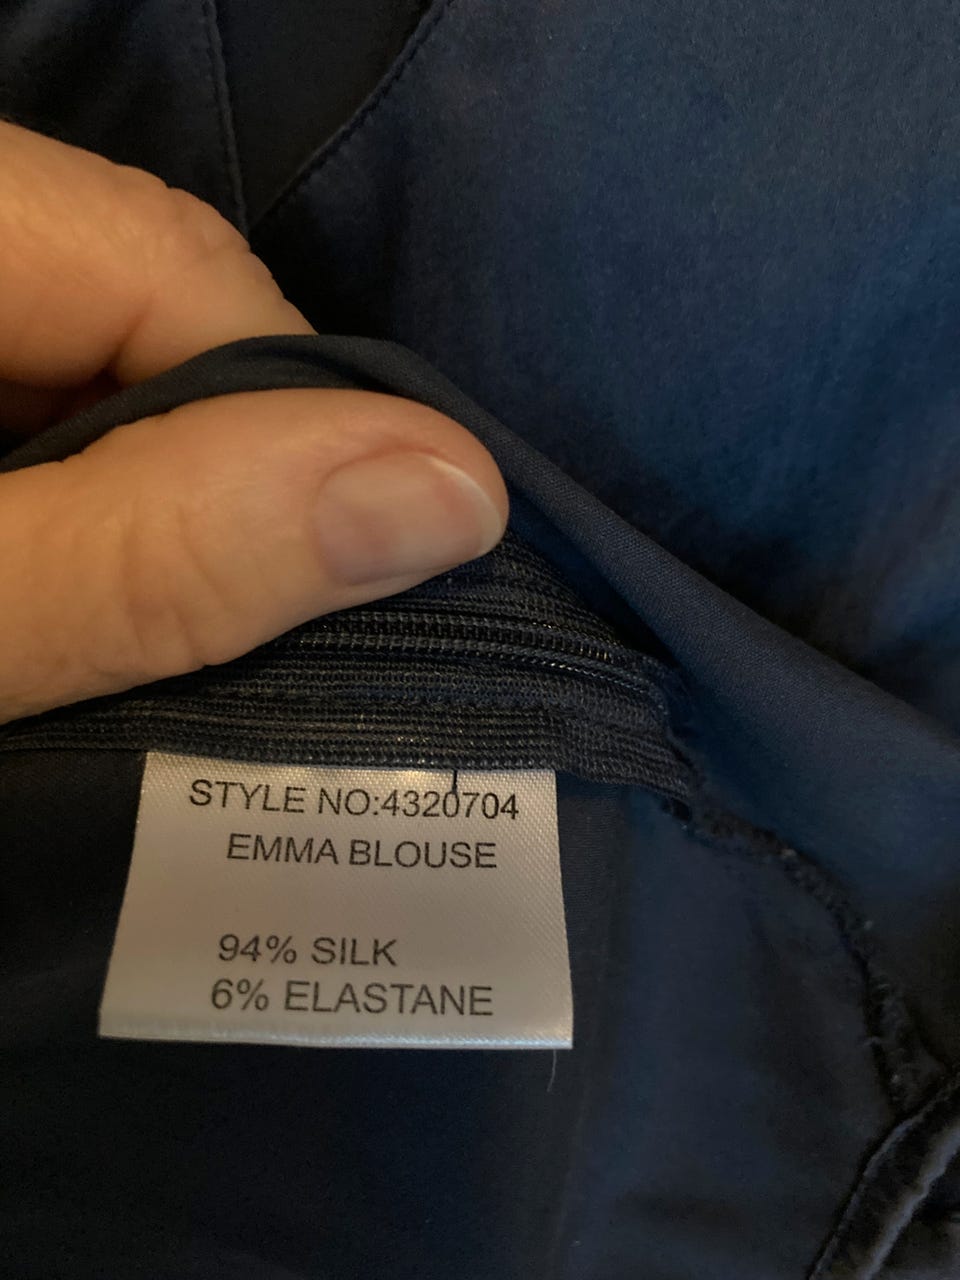 STYLE NO:4320704
EMMA BLOUSE
94% SILK
6% ELASTANE